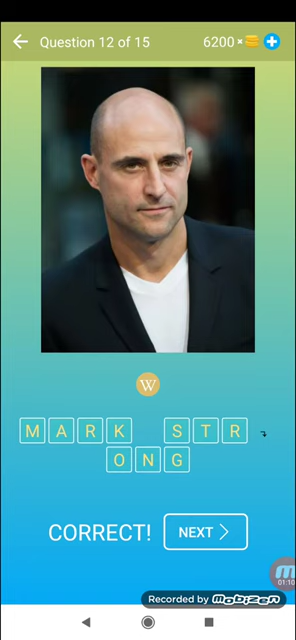 Question 12 of 15 6200 ×
W
MARK STR
ONG
CORRECT! NEXT
01:10
Recorded by Mobizen